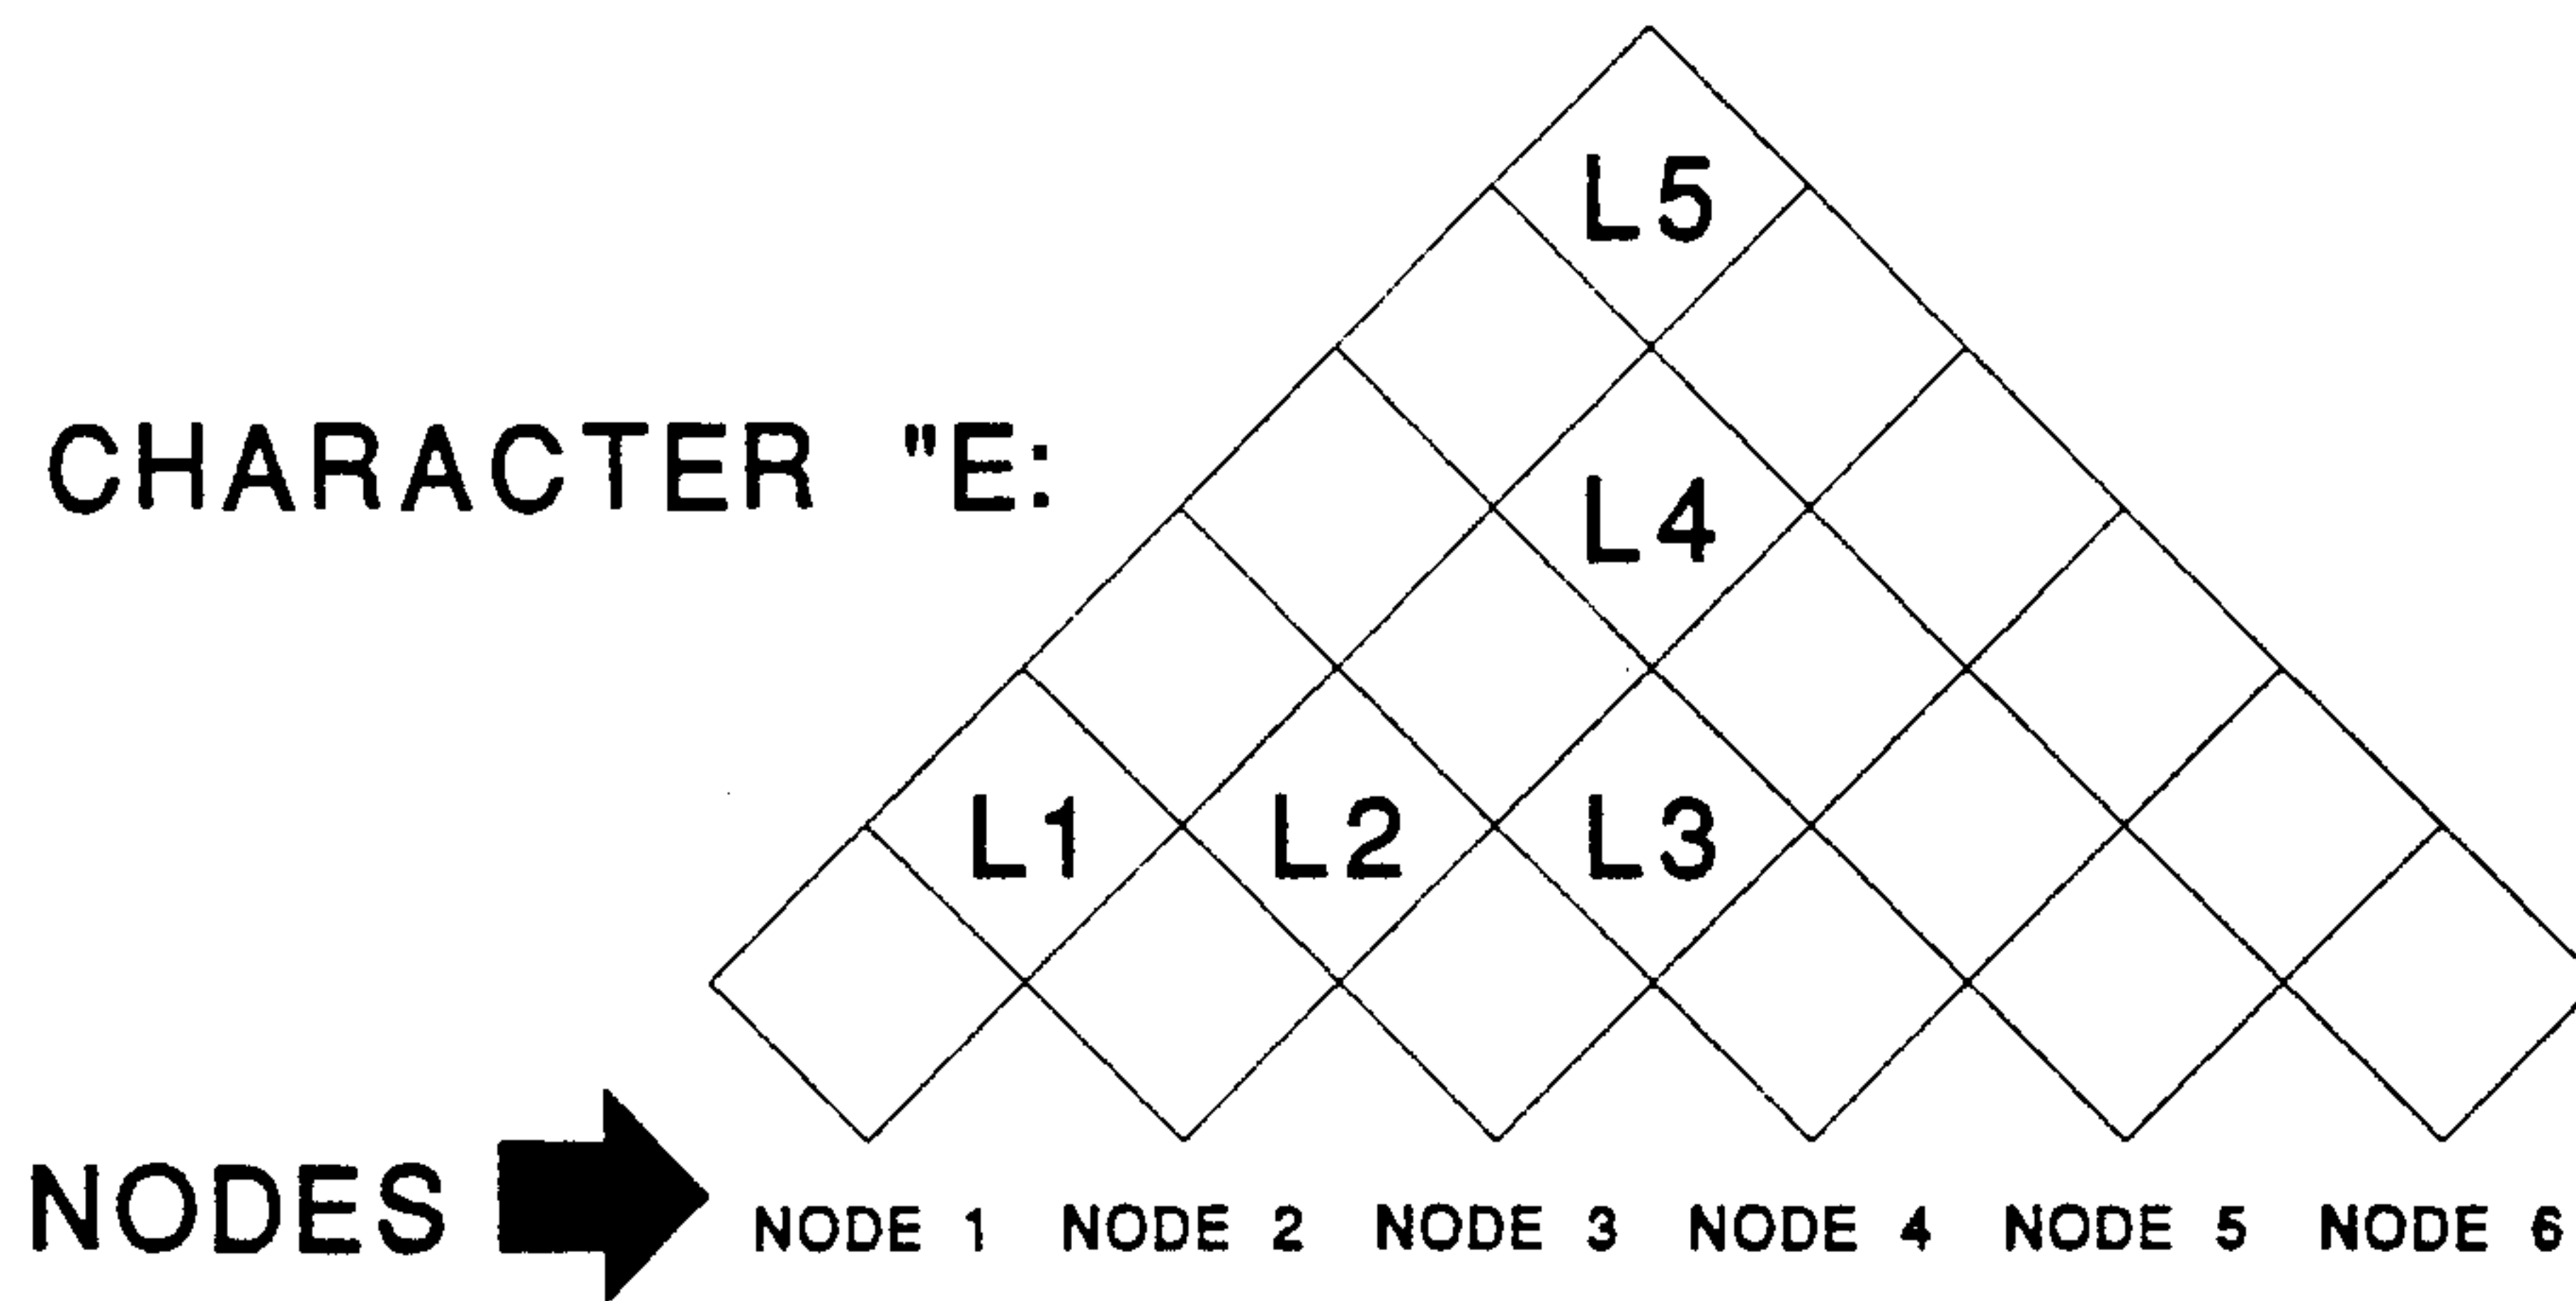 L5
CHARACTER "E:
L4
L1 L2 L3
NODES NODE 1 NODE 2 NODE 3 NODE 4 NODE 5 NODE 6